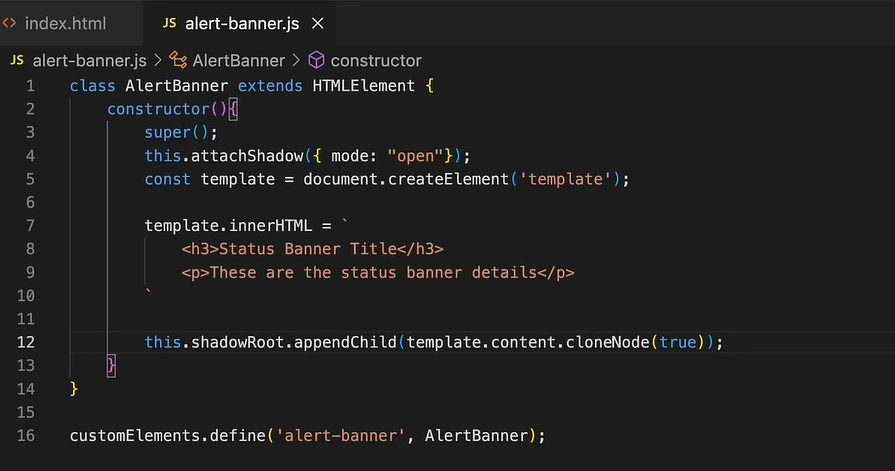 index.html JS alert-banner.js ×
JS alert-banner.js > AlertBanner > constructor
1 class AlertBanner extends HTMLElement {
2 constructor(){
3 super();
4 this.attachShadow({ mode: "open"});
5 const template = document.createElement('template');
6
7 template.innerHTML = `
8 <h3>Status Banner Title</h3>
9 <p>These are the status banner details</p>
10 `
11
12 this.shadowRoot.appendChild(template.content.cloneNode(true));
13 }
14 }
15
16 customElements.define('alert-banner', AlertBanner);